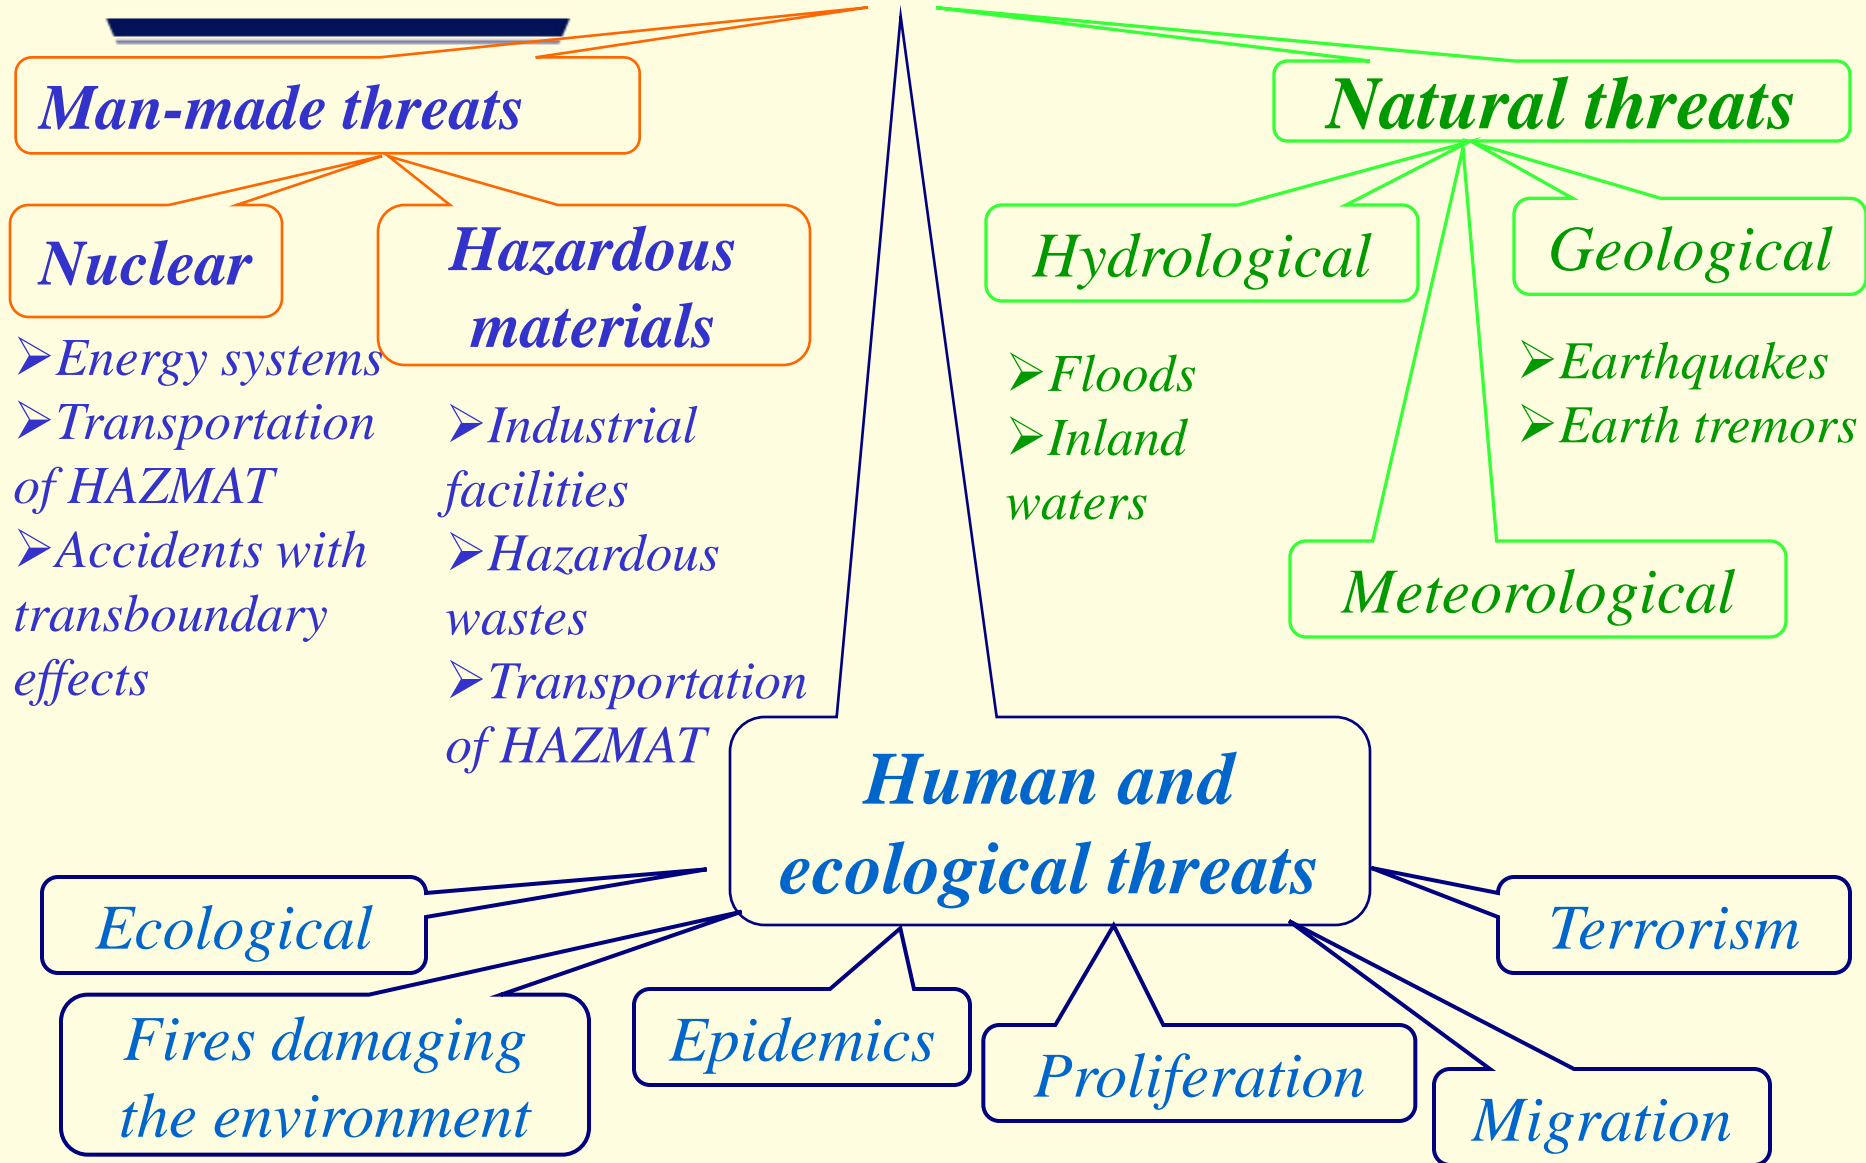 Man-made threats
Natural threats
Nuclear
Hazardous
materials
Hydrological
Geological
➢Energy systems
➢Transportation
of HAZMAT
➢Accidents with
transboundary
effects
➢Industrial
facilities
➢Hazardous
wastes
➢Transportation
of HAZMAT
➢Floods
➢Inland
waters
➢Earthquakes
➢Earth tremors
Meteorological
Human and
ecological threats
Ecological
Terrorism
Fires damaging
the environment
Epidemics
Proliferation
Migration